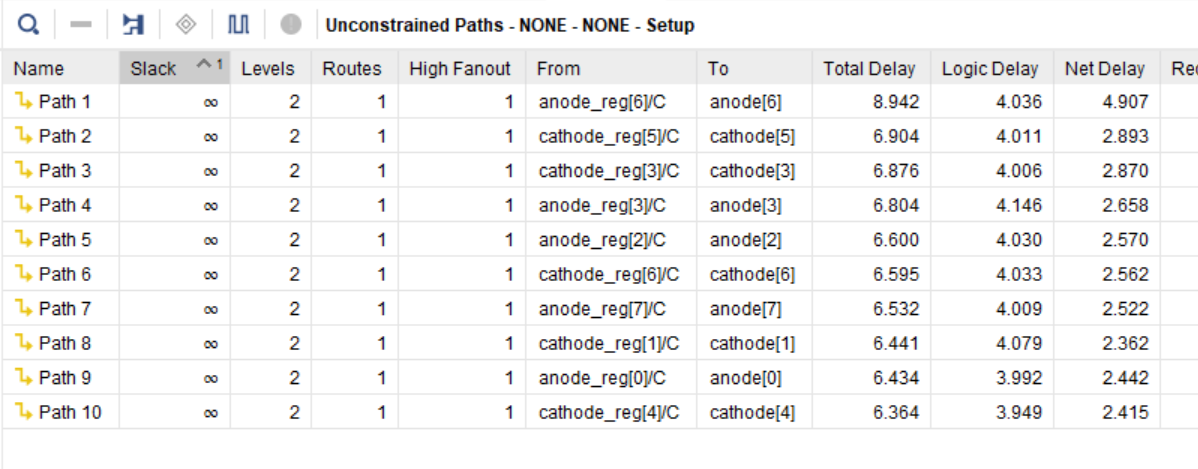 Unconstrained Paths - NONE - NONE - Setup
Name Slack ^1 Levels Routes High Fanout From To Total Delay Logic Delay Net Delay Rec
Path 1 ∞ 2 1 1 anode_reg[6]/C anode[6] 8.942 4.036 4.907
Path 2 ∞ 2 1 1 cathode_reg[5]/C cathode[5] 6.904 4.011 2.893
Path 3 ∞ 2 1 1 cathode_reg[3]/C cathode[3] 6.876 4.006 2.870
Path 4 ∞ 2 1 1 anode_reg[3]/C anode[3] 6.804 4.146 2.658
Path 5 ∞ 2 1 1 anode_reg[2]/C anode[2] 6.600 4.030 2.570
Path 6 ∞ 2 1 1 cathode_reg[6]/C cathode[6] 6.595 4.033 2.562
Path 7 ∞ 2 1 1 anode_reg[7]/C anode[7] 6.532 4.009 2.522
Path 8 ∞ 2 1 1 cathode_reg[1]/C cathode[1] 6.441 4.079 2.362
Path 9 ∞ 2 1 1 anode_reg[0]/C anode[0] 6.434 3.992 2.442
Path 10 ∞ 2 1 1 cathode_reg[4]/C cathode[4] 6.364 3.949 2.415